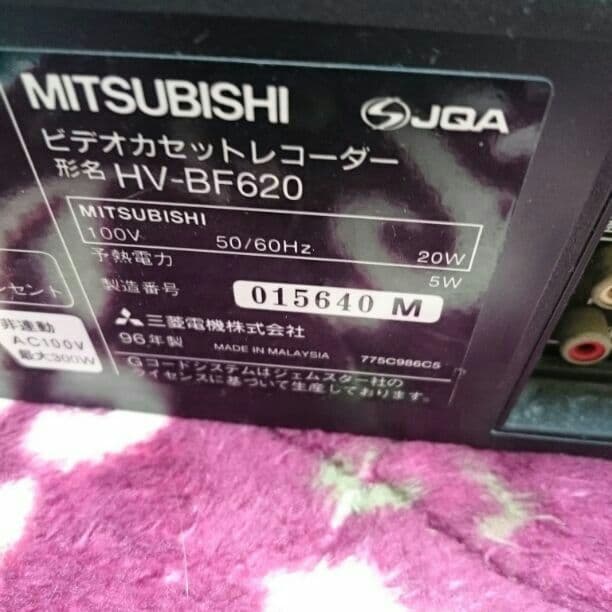 MITSUBISHI
JQA
ビデオカセットレコーダー
形名 HV-BF620
MITSUBISHI
100V 50/60Hz 20W
予熱電力 5W
製造番号 015640 M
三菱電機株式会社
96年製 MADE IN MALAYSIA 775C986C5
Gコードシステムはジェムスター社の
ライセンスに基づいて生産しております。
ンセント
非連動
AC100V
最大300W